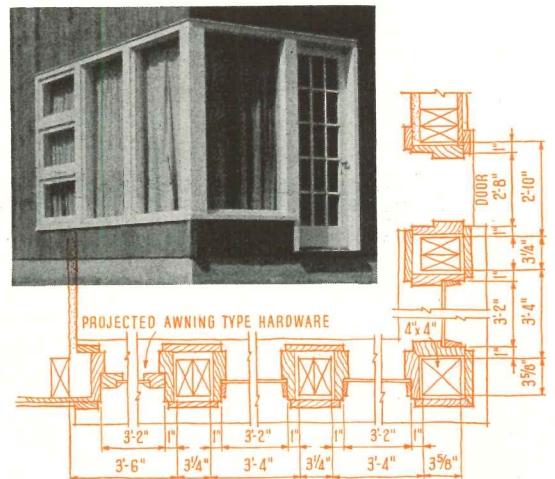 1"
DOOR
2'-8"
2'-10"
1"
3¼"
1"
3'-2"
3'-4"
4"x 4"
1"
3⅝"
PROJECTED AWNING TYPE HARDWARE
3'-2" 1" 1" 3'-2" 1" 1" 3'-2" 1"
3'-6" 3¼" 3'-4" 3¼" 3'-4" 3⅝"